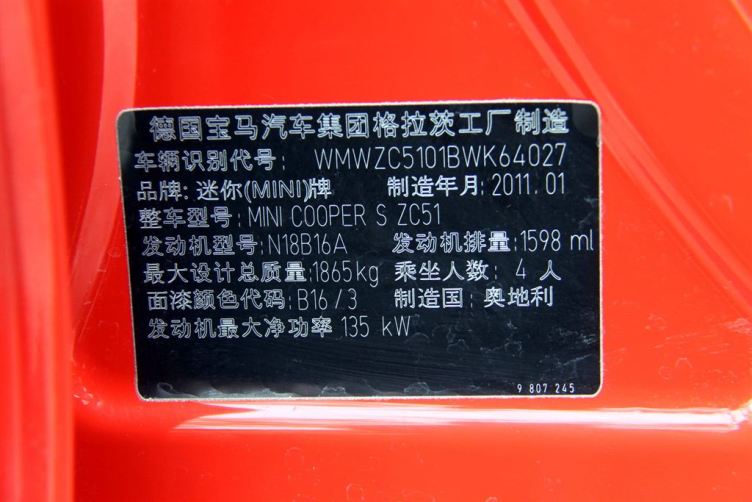 德国宝马汽车集团格拉茨工厂制造
车辆识别代号: WMWZC5101BWK64027
品牌: 迷你(MINI)牌 制造年月: 2011.01
整车型号: MINI COOPER S ZC51
发动机型号: N18B16A 发动机排量: 1598 ml
最大设计总质量: 1865kg 乘坐人数: 4 人
面漆颜色代码: B16/3 制造国: 奥地利
发动机最大净功率 135 kW
9 807 245